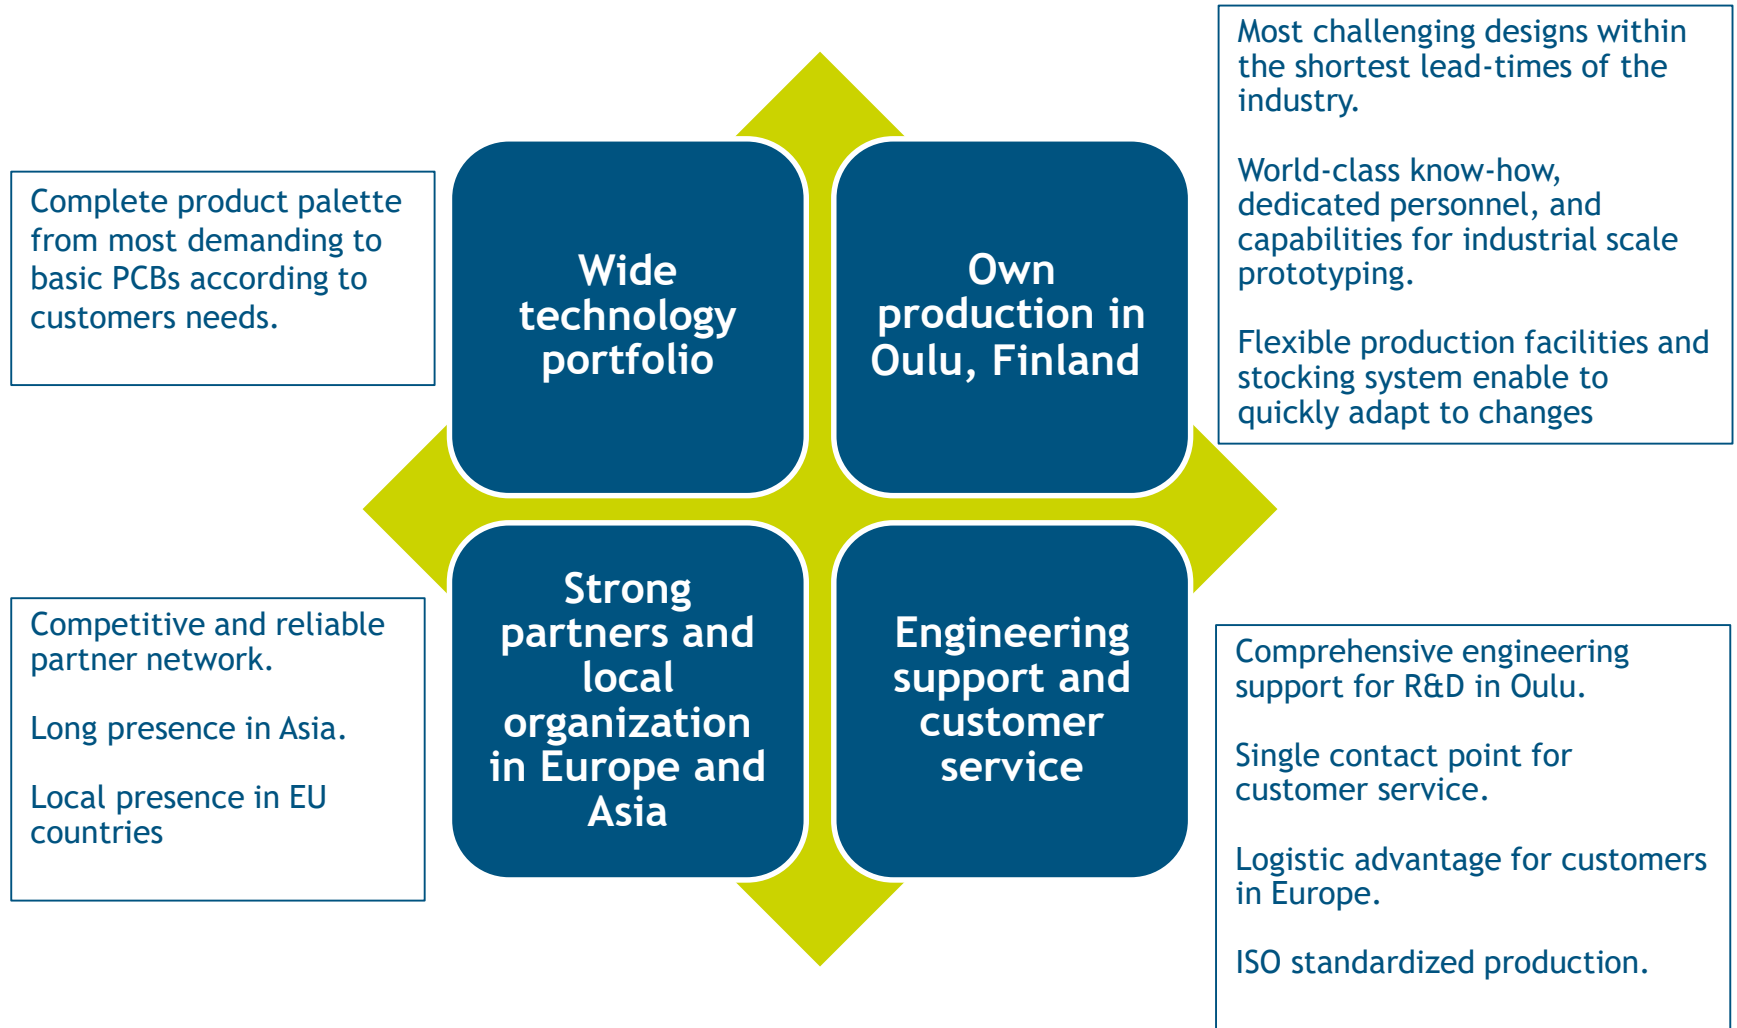 Complete product palette
from most demanding to
basic PCBs according to
customers needs.
Wide
technology
portfolio
Own
production in
Oulu, Finland
Most challenging designs within
the shortest lead-times of the
industry.
World-class know-how,
dedicated personnel, and
capabilities for industrial scale
prototyping.
Flexible production facilities and
stocking system enable to
quickly adapt to changes
Competitive and reliable
partner network.
Long presence in Asia.
Local presence in EU
countries
Strong
partners and
local
organization
in Europe and
Asia
Engineering
support and
customer
service
Comprehensive engineering
support for R&D in Oulu.
Single contact point for
customer service.
Logistic advantage for customers
in Europe.
ISO standardized production.